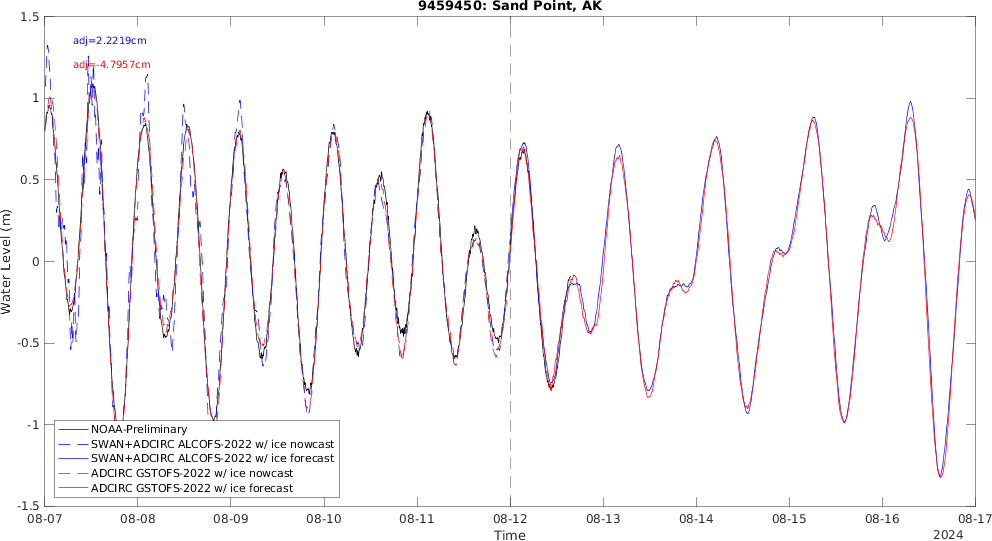 9459450: Sand Point, AK
adj=2.2219cm
adj=-4.7957cm
Water Level (m)
1.5
1
0.5
0
-0.5
-1
-1.5
NOAA-Preliminary
SWAN+ADCIRC ALCOFS-2022 w/ ice nowcast
SWAN+ADCIRC ALCOFS-2022 w/ ice forecast
ADCIRC GSTOFS-2022 w/ ice nowcast
ADCIRC GSTOFS-2022 w/ ice forecast
08-07 08-08 08-09 08-10 08-11 08-12 08-13 08-14 08-15 08-16 08-17
Time
2024